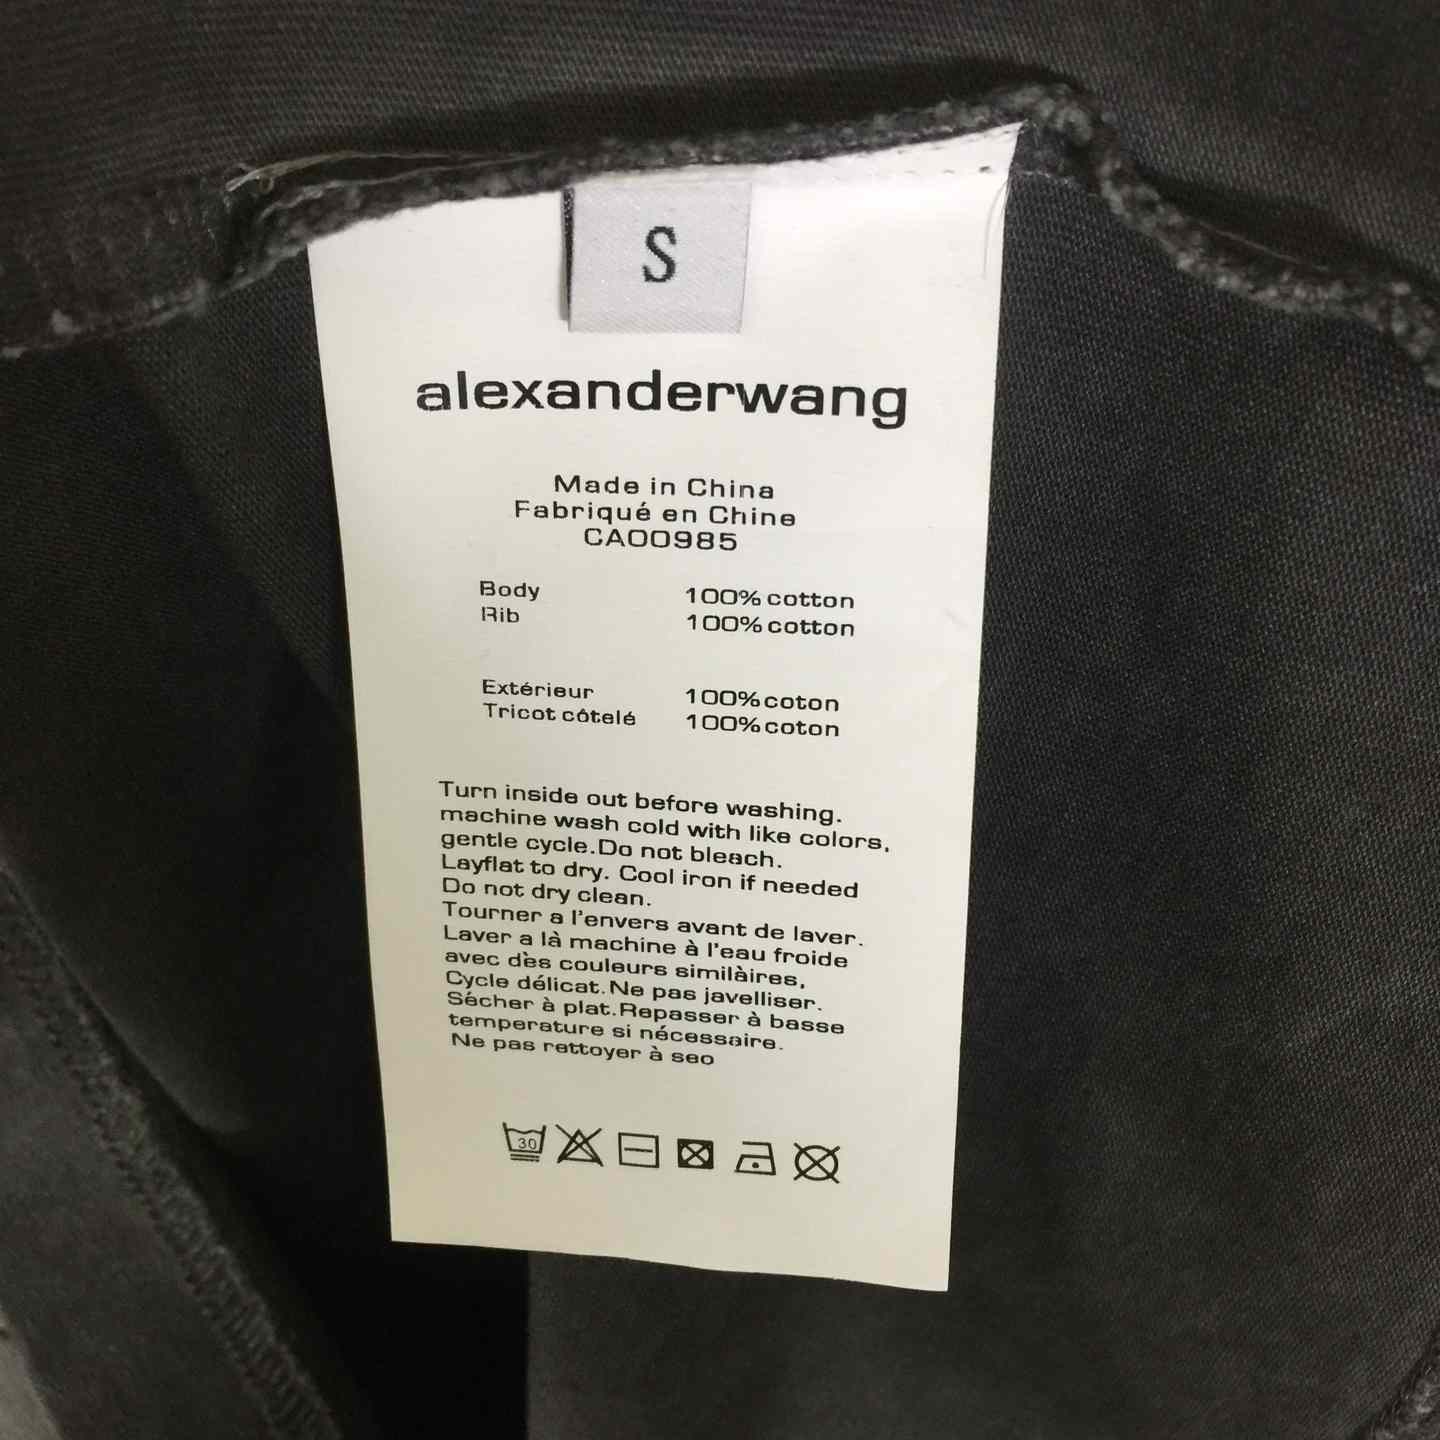 S
alexanderwang
Made in China
Fabriqué en Chine
CA00985
Body 100% cotton
Rib 100% cotton
Extérieur 100%coton
Tricot côtelé 100%coton
Turn inside out before washing.
machine wash cold with like colors,
gentle cycle.Do not bleach.
Layflat to dry. Cool iron if needed
Do not dry clean.
Tourner a l'envers avant de laver.
Laver a là machine à l'eau froide
avec dès couleurs similàires,
Cycle délicat.Ne pas javelliser.
Sécher à plat.Repasser à basse
temperature si nécessaire.
Ne pas rettoyer à seo
30